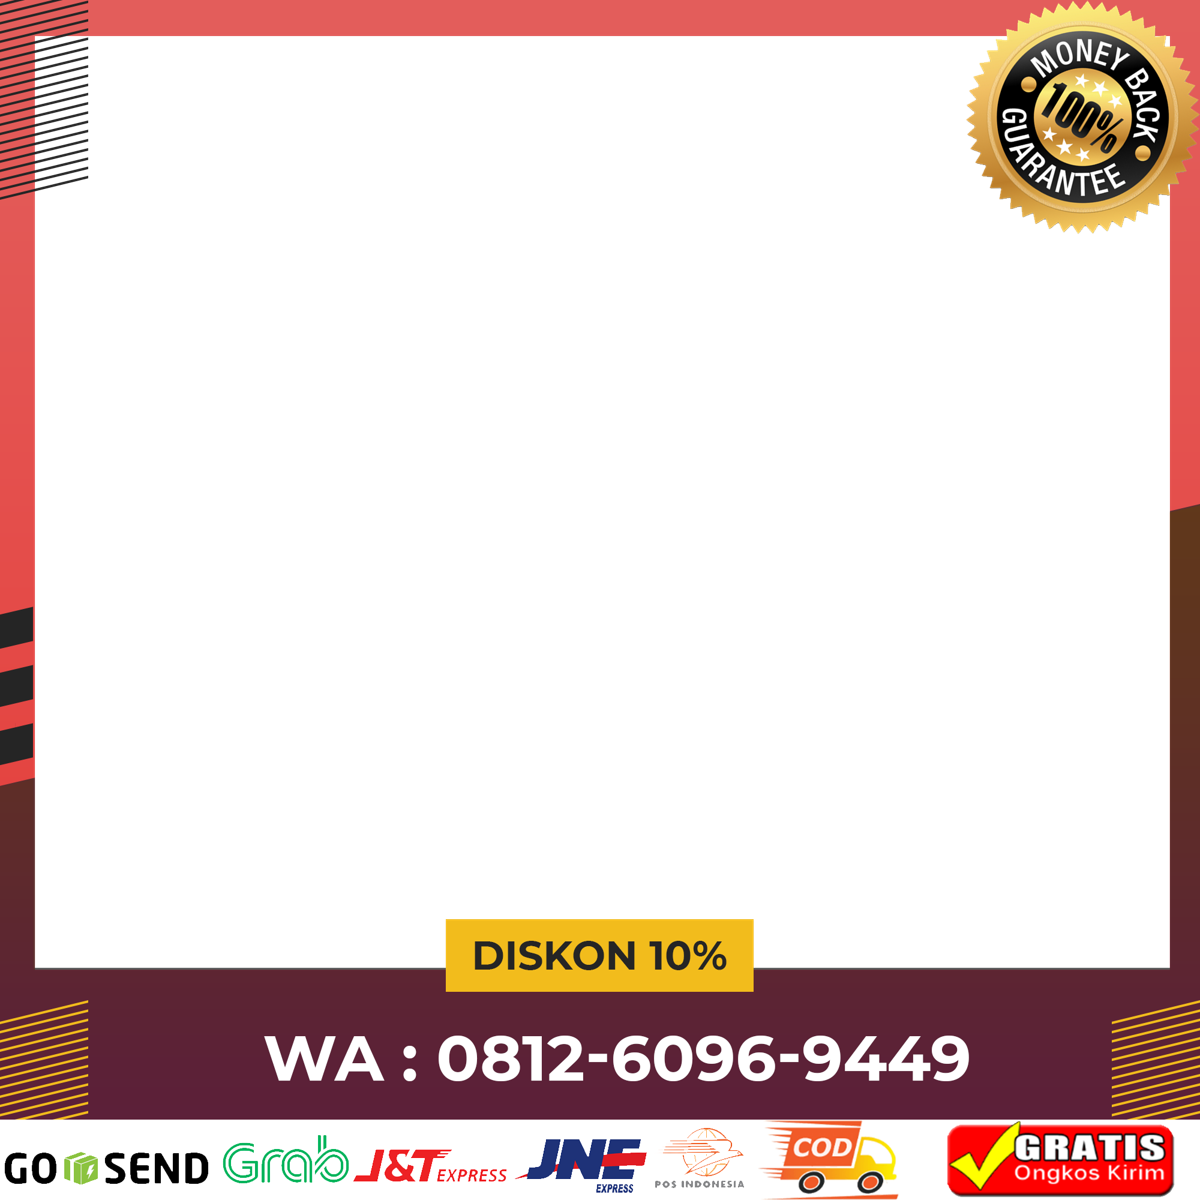 MONEY BACK
100%
GUARANTEE
DISKON 10%
WA : 0812-6096-9449
GO SEND
Grab
J&T EXPRESS
JNE
EXPRESS
POS INDONESIA
COD
GRATIS
Ongkos Kirim